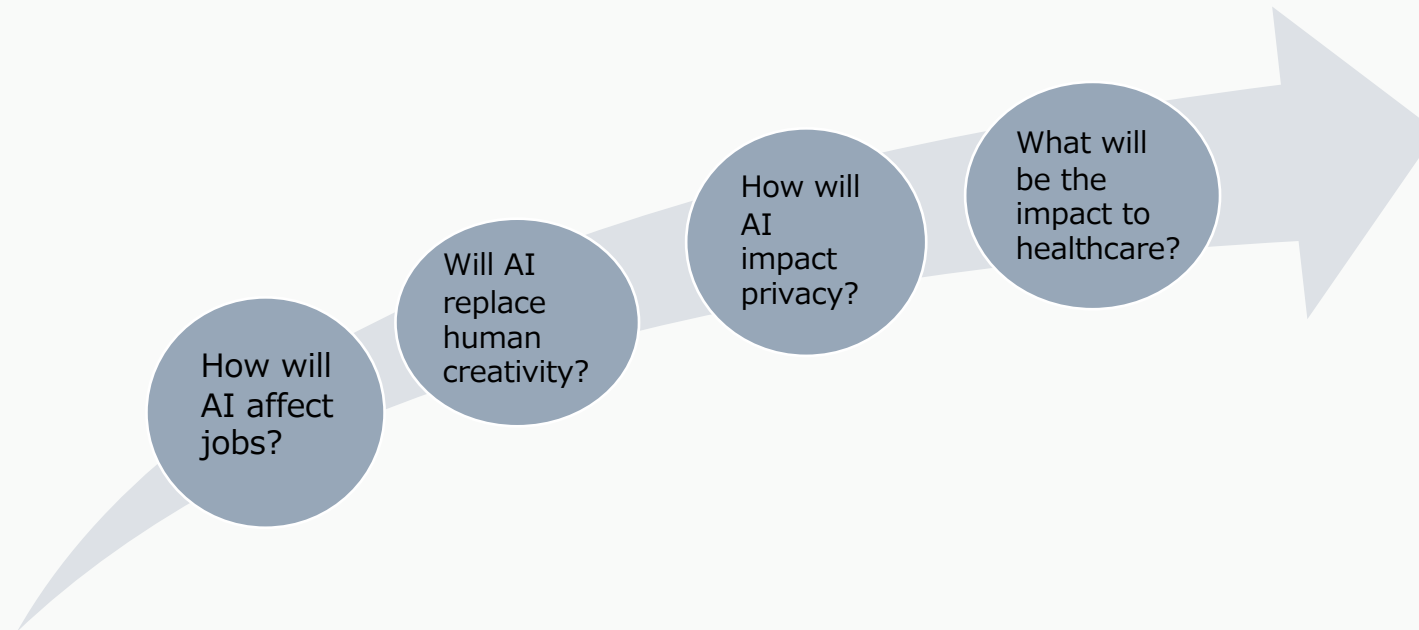 How will
AI affect
jobs?
Will AI
replace
human
creativity?
How will
AI
impact
privacy?
What will
be the
impact to
healthcare?